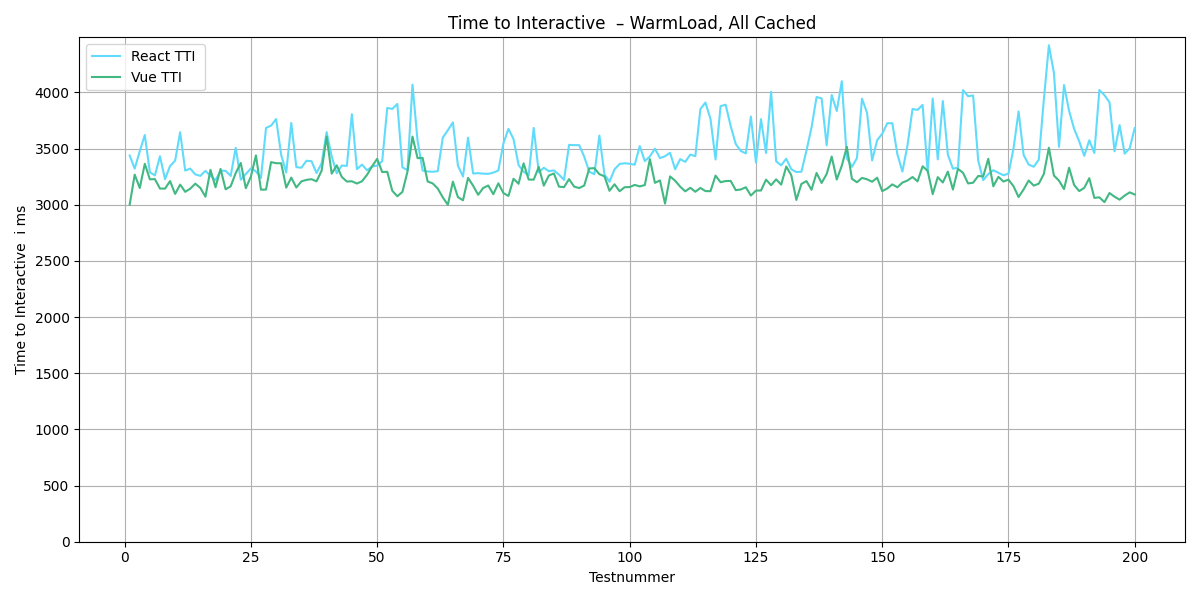 Time to Interactive – WarmLoad, All Cached
React TTI
Vue TTI
Time to Interactive i ms
4000
3500
3000
2500
2000
1500
1000
500
0
0 25 50 75 100 125 150 175 200
Testnummer